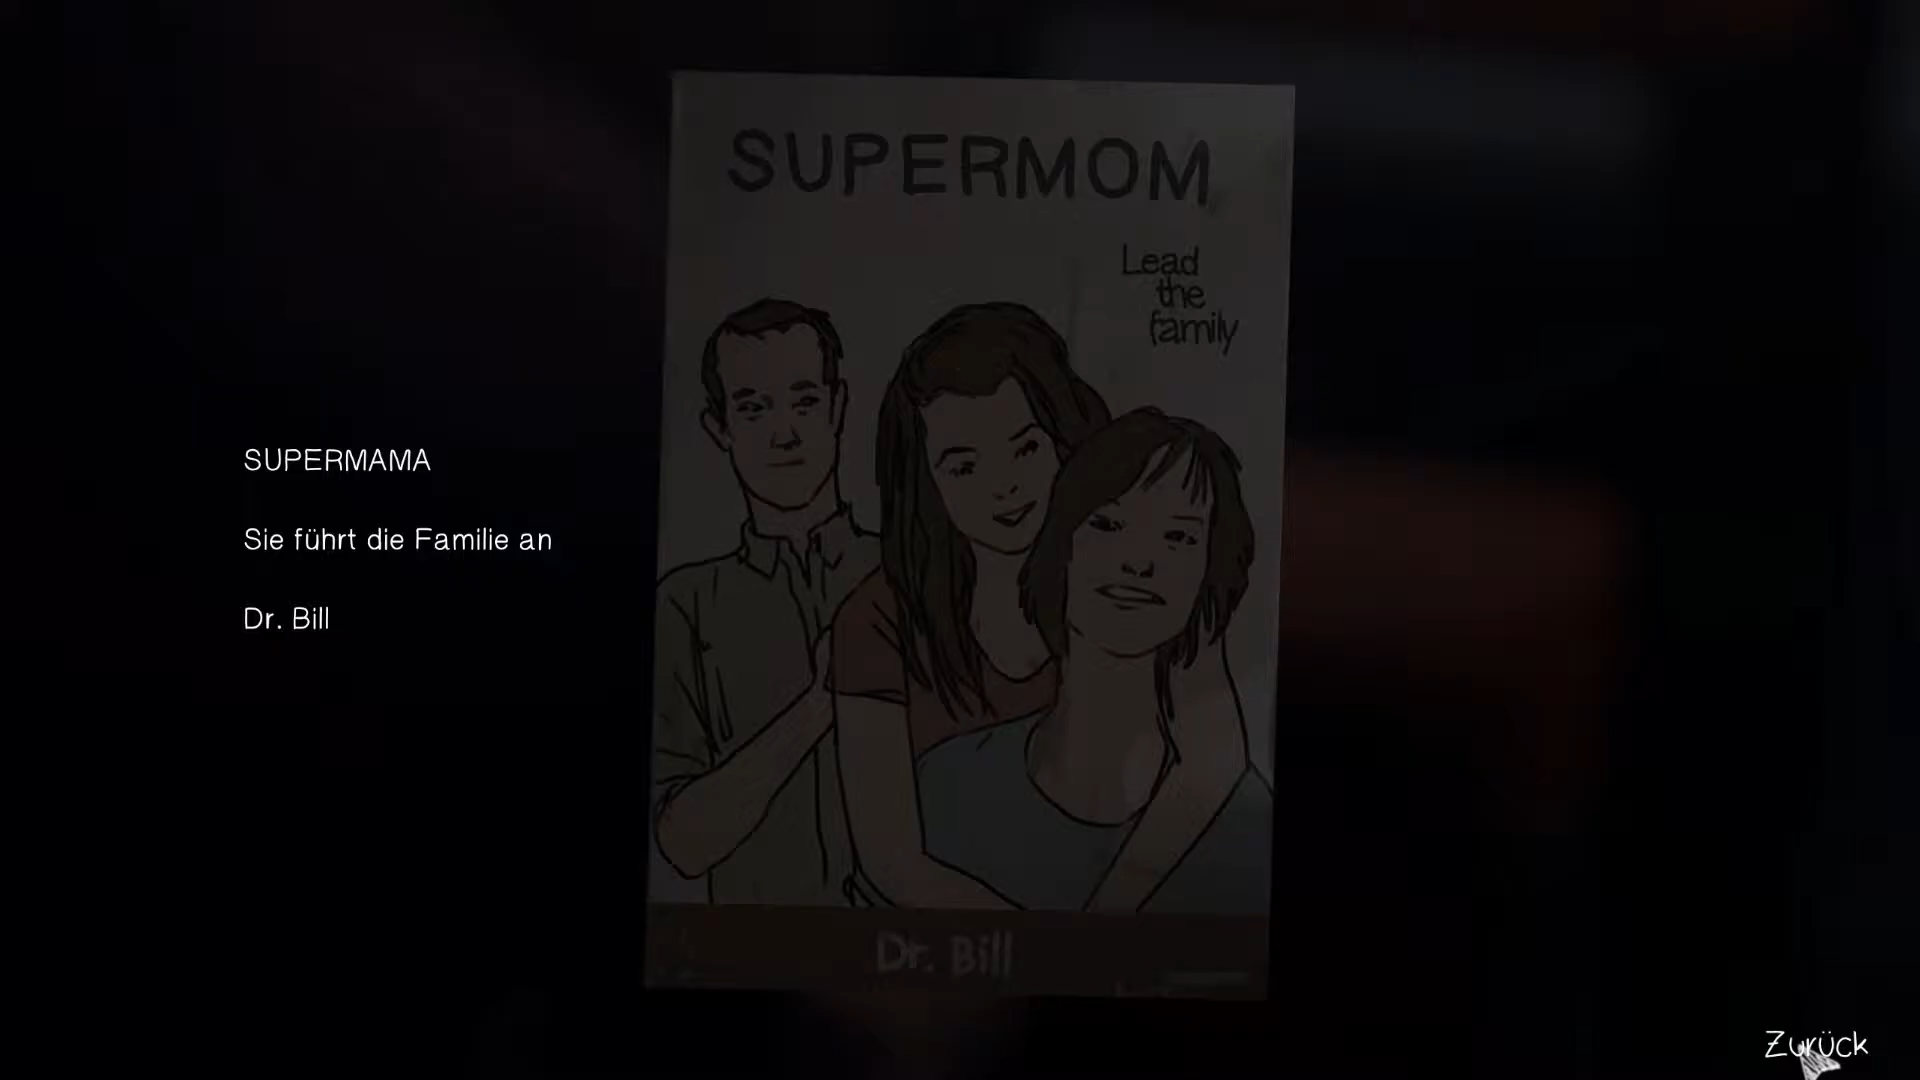 SUPERMOM
Lead
the
family
SUPERMAMA
Sie führt die Familie an
Dr. Bill
Dr. Bill
Zurück